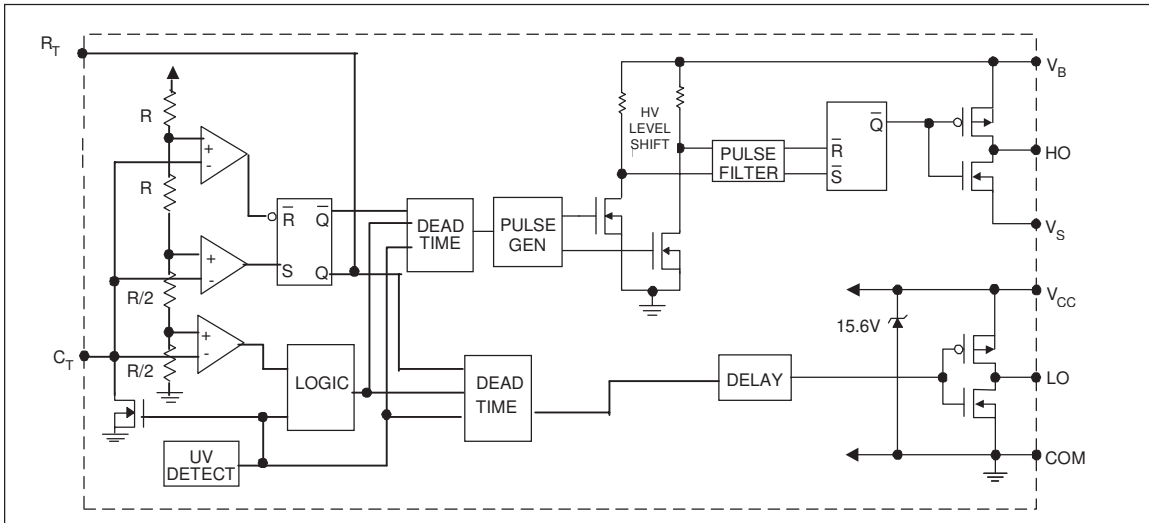 R_T
V_B
R
HV
LEVEL
SHIFT
Q̅
+
-
PULSE
FILTER
R̅
S̅
HO
R
DEAD
TIME
PULSE
GEN
R̅ Q̅
S Q
V_S
+
-
R/2
V_CC
15.6V
+
-
C_T
R/2
LOGIC
DEAD
TIME
DELAY
LO
UV
DETECT
COM